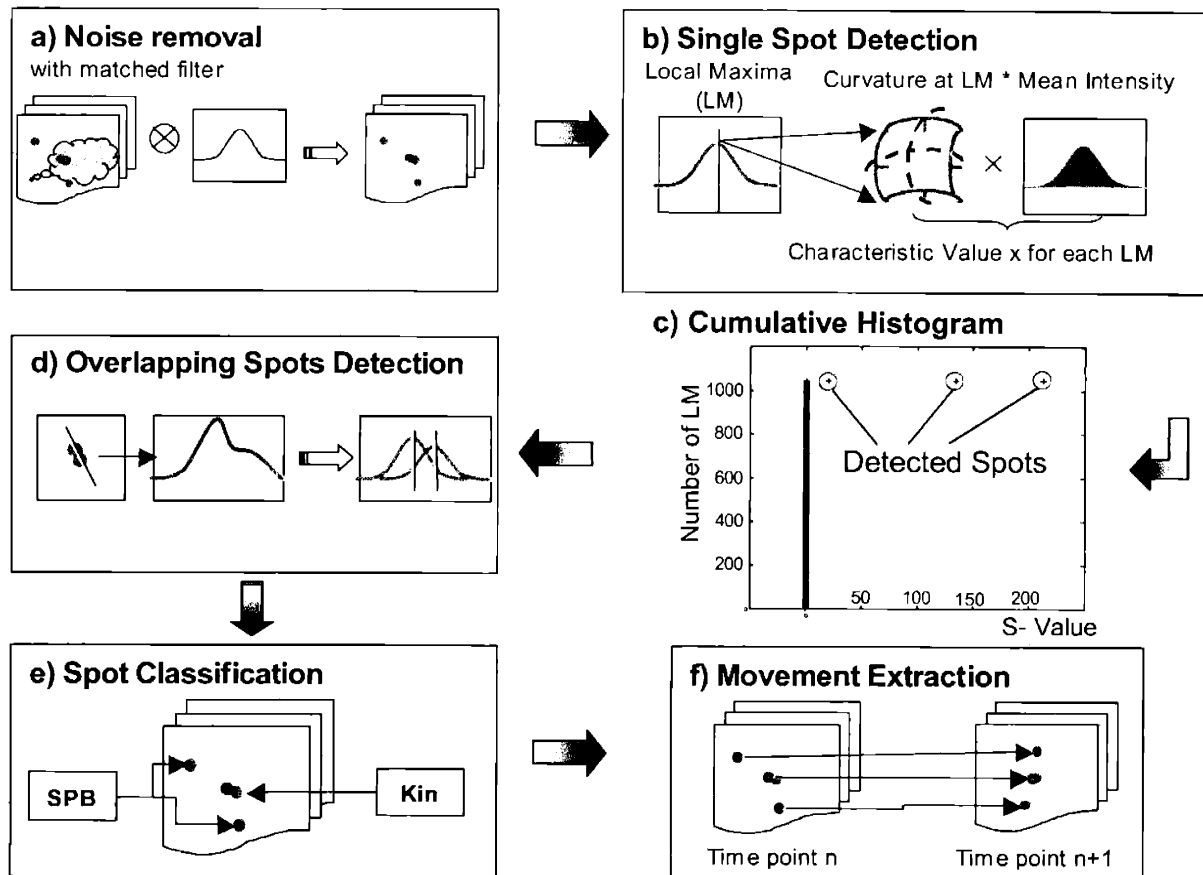 a) Noise removal
with matched filter
b) Single Spot Detection
Local Maxima
(LM)
Curvature at LM * Mean Intensity
Characteristic Value x for each LM
c) Cumulative Histogram
Number of LM
1000
800
600
400
200
Detected Spots
50
100
150
200
S- Value
d) Overlapping Spots Detection
e) Spot Classification
SPB
Kin
f) Movement Extraction
Time point n
Time point n+1